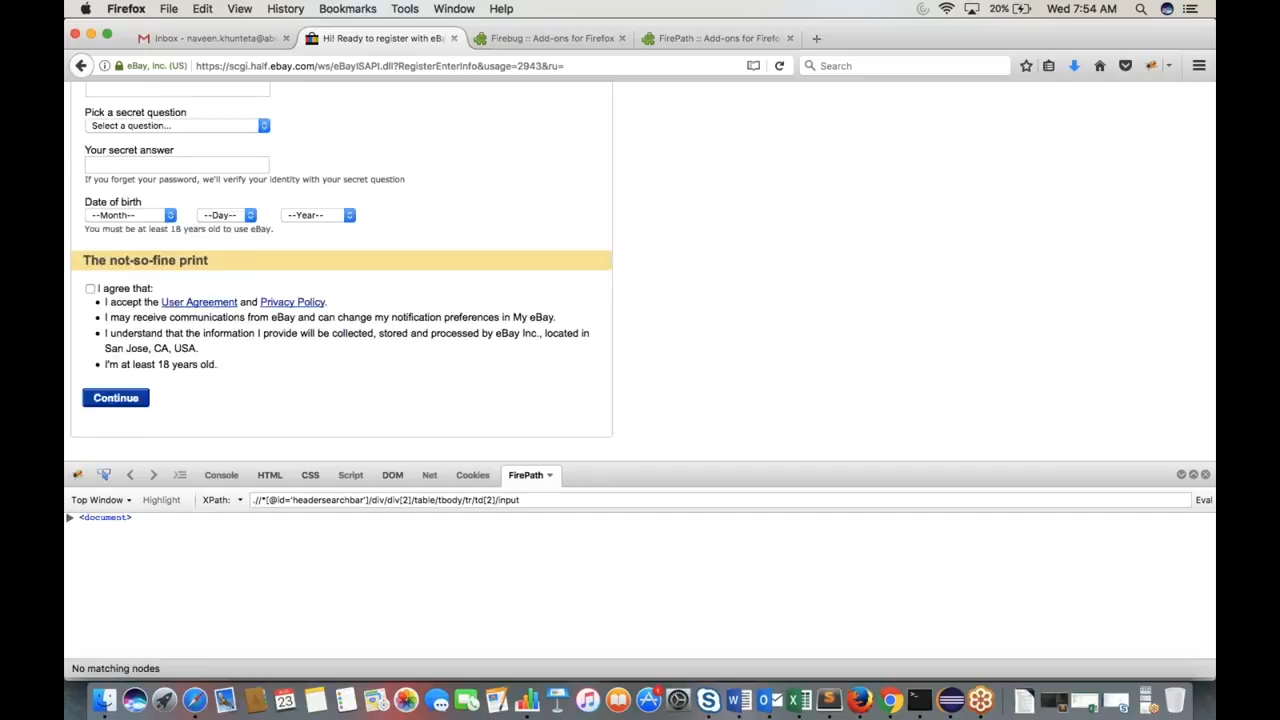 Firefox File Edit View History Bookmarks Tools Window Help 20% Wed 7:54 AM
Inbox - naveen.khunteta@abc × Hi! Ready to register with eBa × Firebug :: Add-ons for Firefox × FirePath :: Add-ons for Firefo × +
eBay, Inc. (US) https://scgi.half.ebay.com/ws/eBayISAPI.dll?RegisterEnterInfo&usage=2943&ru= Search
Pick a secret question
Select a question...
Your secret answer
If you forget your password, we'll verify your identity with your secret question
Date of birth
--Month-- --Day-- --Year--
You must be at least 18 years old to use eBay.
The not-so-fine print
I agree that:
• I accept the User Agreement and Privacy Policy.
• I may receive communications from eBay and can change my notification preferences in My eBay.
• I understand that the information I provide will be collected, stored and processed by eBay Inc., located in
San Jose, CA, USA.
• I'm at least 18 years old.
Continue
Console HTML CSS Script DOM Net Cookies FirePath
Top Window Highlight XPath: .//*[@id='headersearchbar']/div/div[2]/table/tbody/tr/td[2]/input Eval
<document>
No matching nodes
23